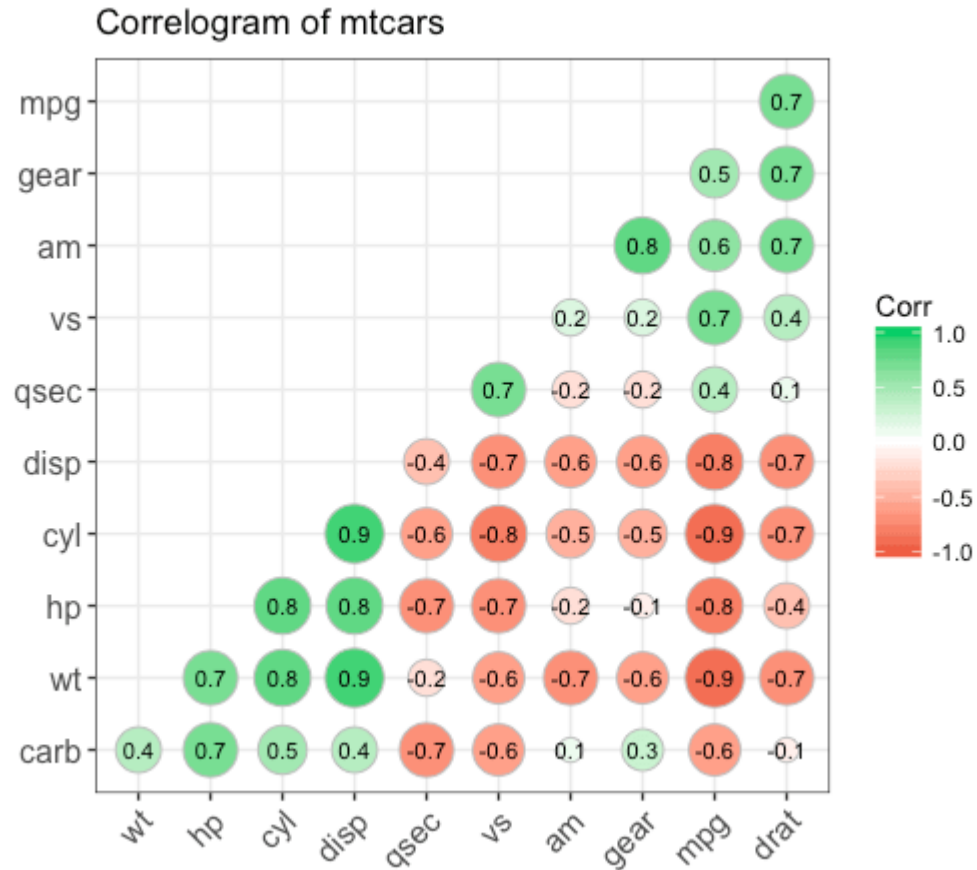 Correlogram of mtcars
mpg 0.7
gear 0.5 0.7
am 0.8 0.6 0.7
vs 0.2 0.2 0.7 0.4
qsec 0.7 -0.2 -0.2 0.4 0.1
disp -0.4 -0.7 -0.6 -0.6 -0.8 -0.7
cyl 0.9 -0.6 -0.8 -0.5 -0.5 -0.9 -0.7
hp 0.8 0.8 -0.7 -0.7 -0.2 -0.1 -0.8 -0.4
wt 0.7 0.8 0.9 -0.2 -0.6 -0.7 -0.6 -0.9 -0.7
carb 0.4 0.7 0.5 0.4 -0.7 -0.6 0.1 0.3 -0.6 -0.1
wt hp cyl disp qsec vs am gear mpg drat
Corr
1.0
0.5
0.0
-0.5
-1.0